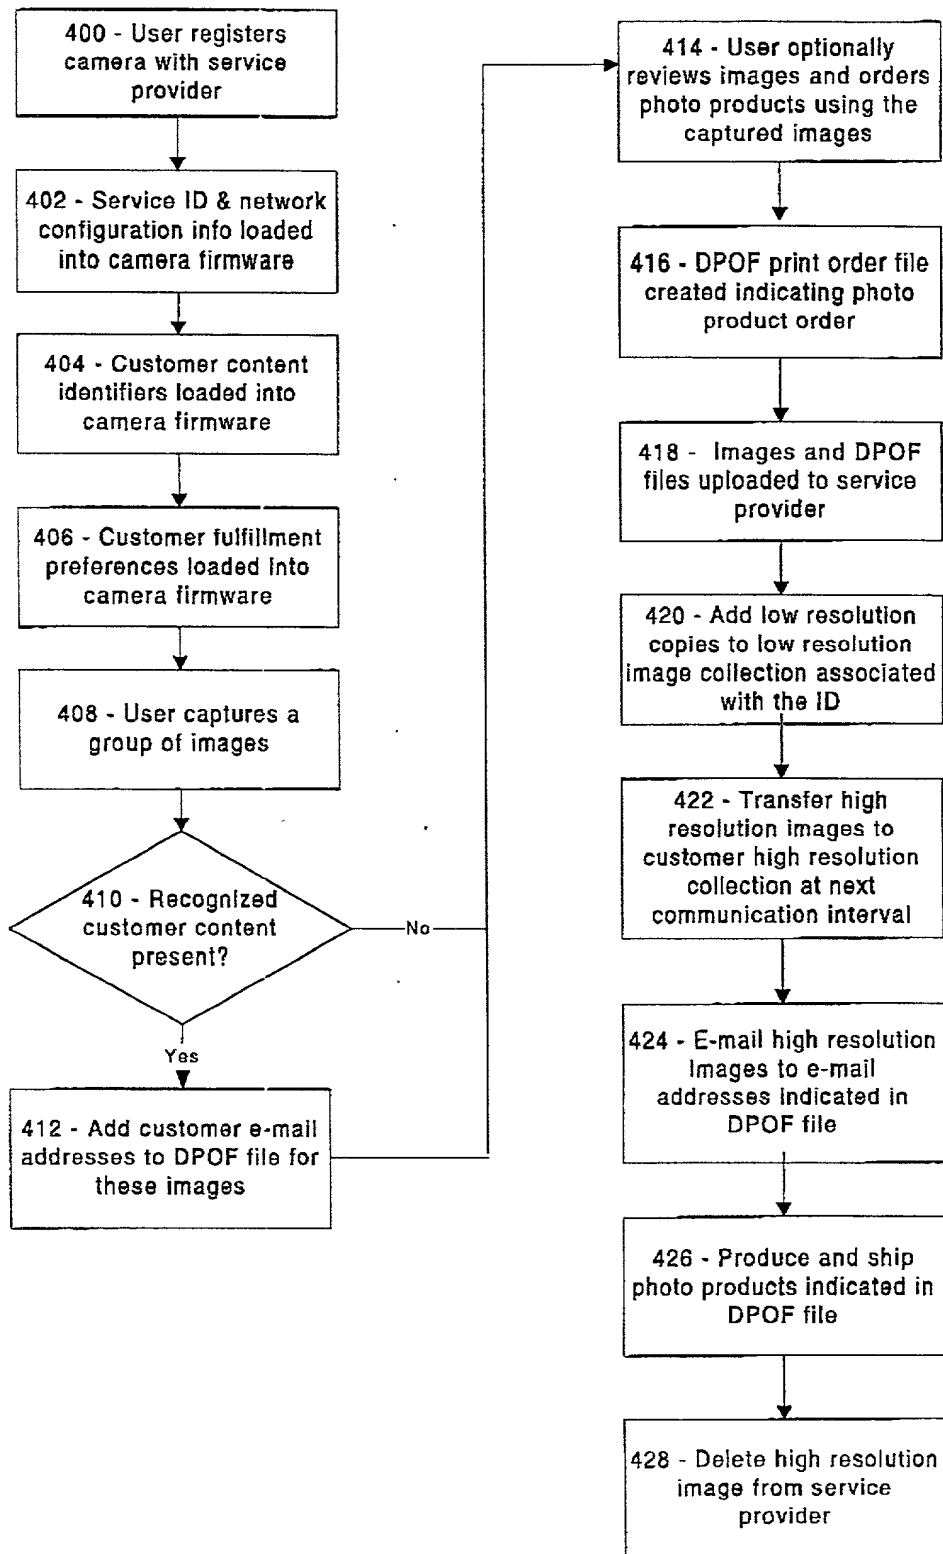 400 - User registers
camera with service
provider
402 - Service ID & network
configuration info loaded
into camera firmware
404 - Customer content
identifiers loaded into
camera firmware
406 - Customer fulfillment
preferences loaded into
camera firmware
408 - User captures a
group of images
410 - Recognized
customer content
present?
No
Yes
412 - Add customer e-mail
addresses to DPOF file for
these images
414 - User optionally
reviews images and orders
photo products using the
captured images
416 - DPOF print order file
created indicating photo
product order
418 - Images and DPOF
files uploaded to service
provider
420 - Add low resolution
copies to low resolution
image collection associated
with the ID
422 - Transfer high
resolution images to
customer high resolution
collection at next
communication interval
424 - E-mail high resolution
Images to e-mail
addresses indicated in
DPOF file
426 - Produce and ship
photo products indicated in
DPOF file
428 - Delete high resolution
image from service
provider